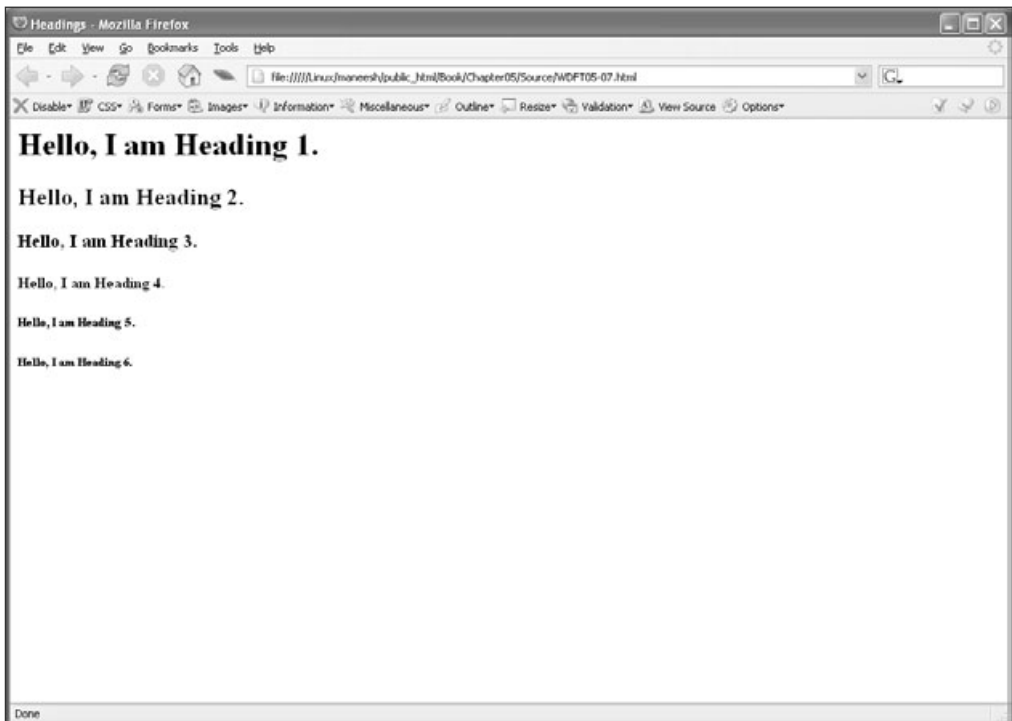 Headings - Mozilla Firefox
File Edit View Go Bookmarks Tools Help
file://///Linux/maneesh/public_html/Book/Chapter05/Source/WDFT05-07.html G
Disable CSS Forms Images Information Miscellaneous Outline Resize Validation View Source Options
Hello, I am Heading 1.
Hello, I am Heading 2.
Hello, I am Heading 3.
Hello, I am Heading 4.
Hello, I am Heading 5.
Hello, I am Heading 6.
Done